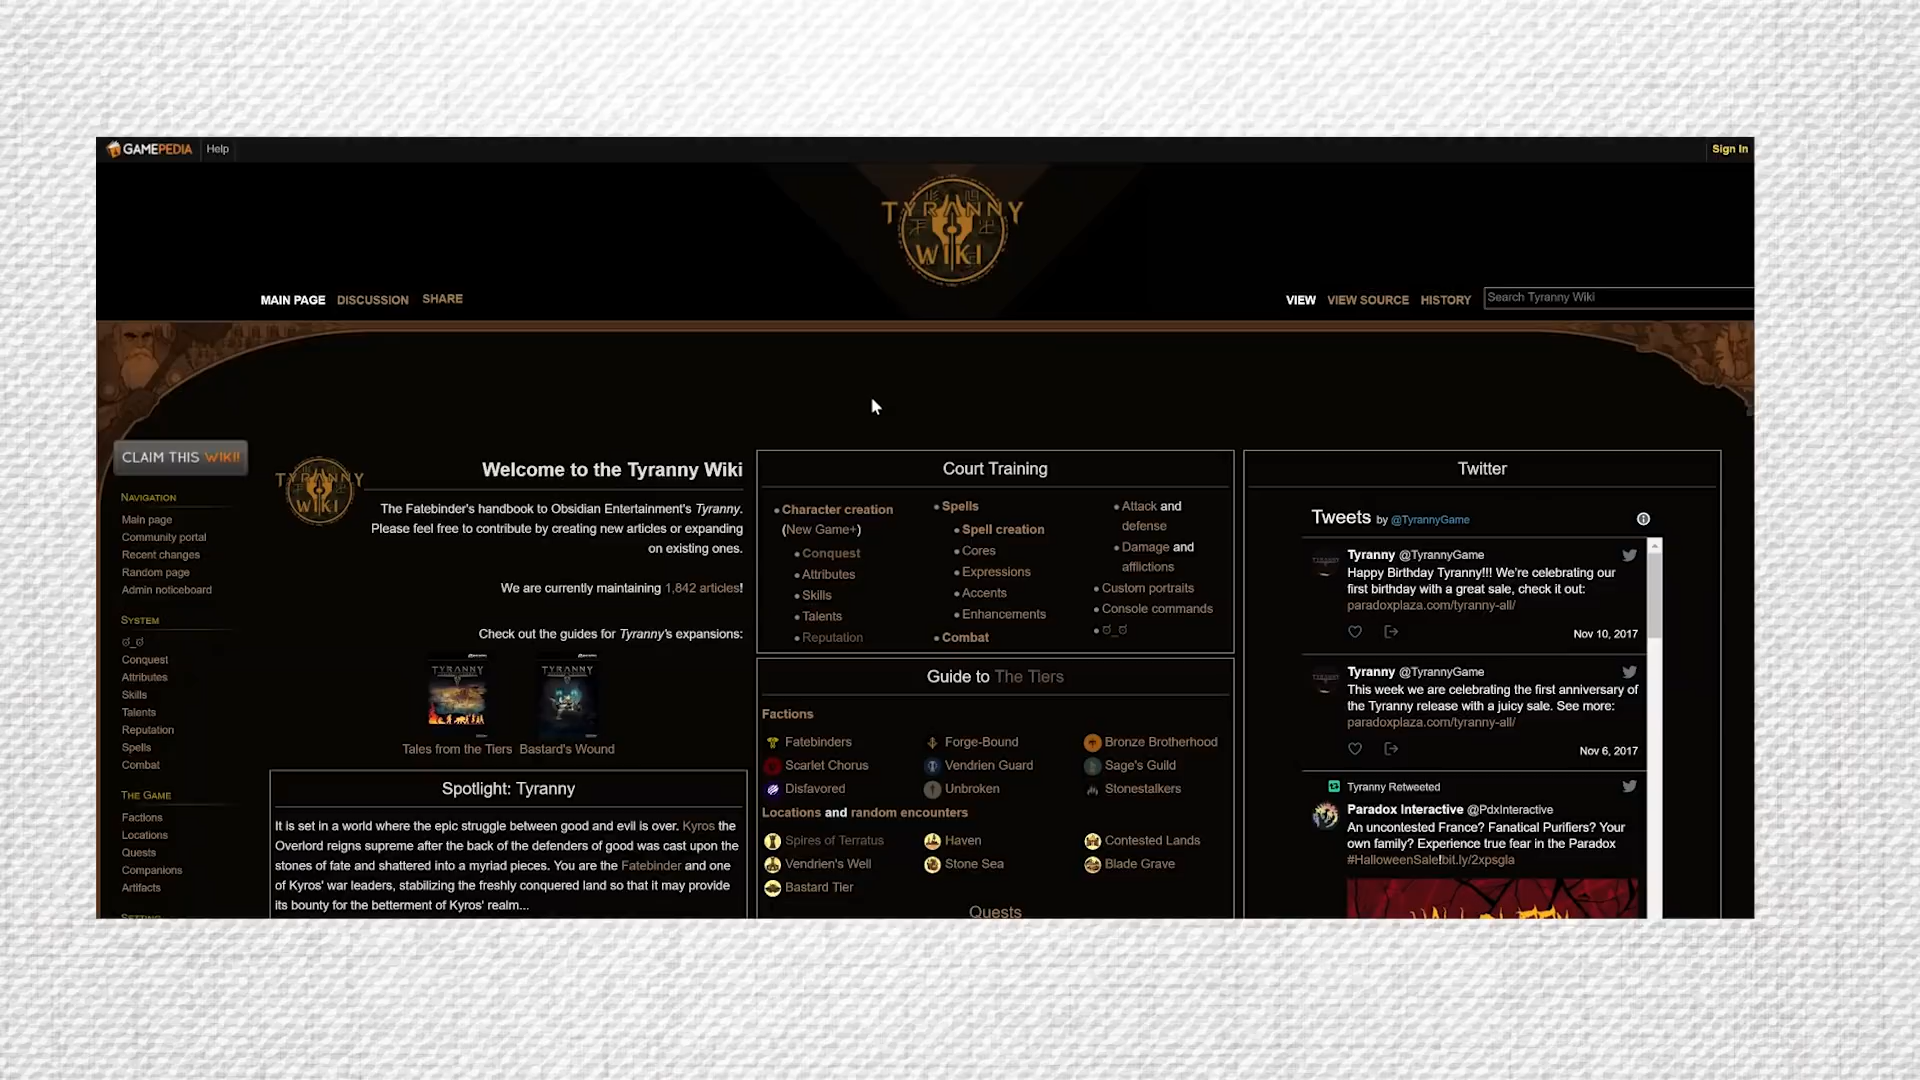 GAMEPEDIA Help Sign In
TYRANNY
WIKI
MAIN PAGE DISCUSSION SHARE VIEW VIEW SOURCE HISTORY Search Tyranny Wiki
CLAIM THIS WIKI!
NAVIGATION
Main page
Community portal
Recent changes
Random page
Admin noticeboard
SYSTEM
ಠ_ಠ
Conquest
Attributes
Skills
Talents
Reputation
Spells
Combat
THE GAME
Factions
Locations
Quests
Companions
Artifacts
SETTING
TYRANNY
WIKI
Welcome to the Tyranny Wiki
The Fatebinder's handbook to Obsidian Entertainment's Tyranny.
Please feel free to contribute by creating new articles or expanding
on existing ones.
We are currently maintaining 1,842 articles!
Check out the guides for Tyranny's expansions:
TYRANNY TYRANNY
Tales from the Tiers Bastard's Wound
Spotlight: Tyranny
It is set in a world where the epic struggle between good and evil is over. Kyros the
Overlord reigns supreme after the back of the defenders of good was cast upon the
stones of fate and shattered into a myriad pieces. You are the Fatebinder and one
of Kyros' war leaders, stabilizing the freshly conquered land so that it may provide
its bounty for the betterment of Kyros' realm...
Court Training
Character creation
(New Game+)
Conquest
Attributes
Skills
Talents
Reputation
Spells
Spell creation
Cores
Expressions
Accents
Enhancements
Combat
Attack and
defense
Damage and
afflictions
Custom portraits
Console commands
ಠ_ಠ
Guide to The Tiers
Factions
Fatebinders Forge-Bound Bronze Brotherhood
Scarlet Chorus Vendrien Guard Sage's Guild
Disfavored Unbroken Stonestalkers
Locations and random encounters
Spires of Terratus Haven Contested Lands
Vendrien's Well Stone Sea Blade Grave
Bastard Tier
Quests
Twitter
Tweets by @TyrannyGame
Tyranny @TyrannyGame
Happy Birthday Tyranny!!! We're celebrating our
first birthday with a great sale, check it out:
paradoxplaza.com/tyranny-all/
Nov 10, 2017
Tyranny @TyrannyGame
This week we are celebrating the first anniversary of
the Tyranny release with a juicy sale. See more:
paradoxplaza.com/tyranny-all/
Nov 6, 2017
Tyranny Retweeted
Paradox Interactive @PdxInteractive
An uncontested France? Fanatical Purifiers? Your
own family? Experience true fear in the Paradox
#HalloweenSale!bit.ly/2xpsgla